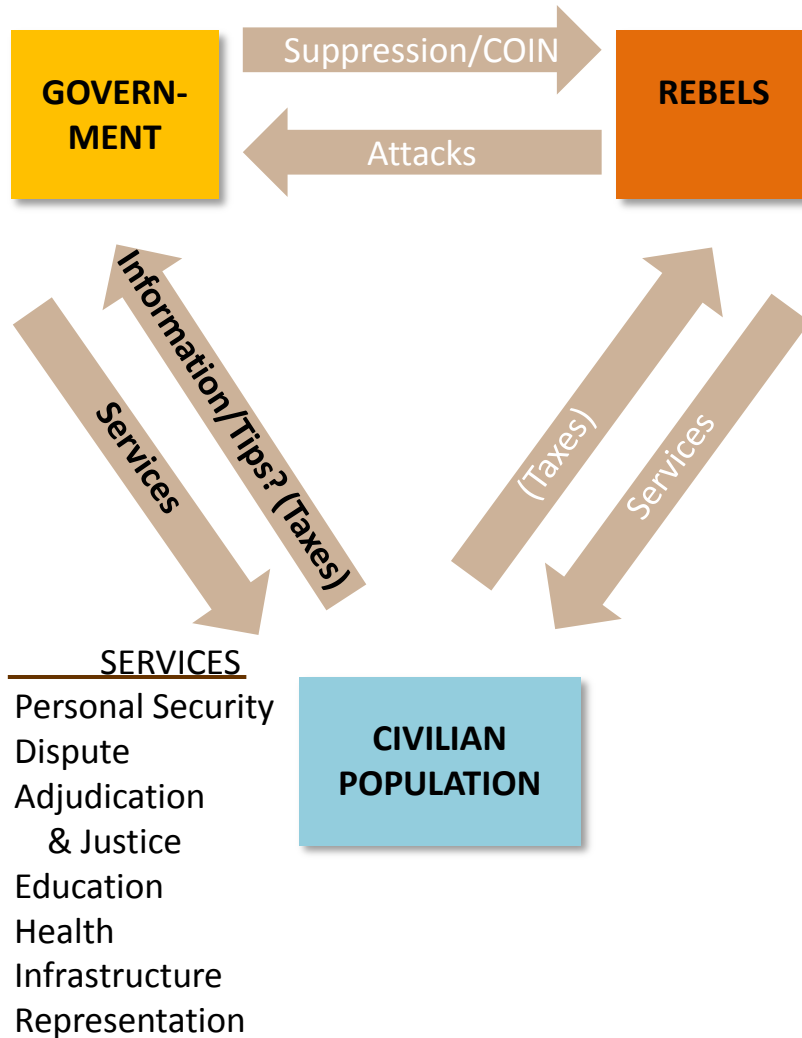 Suppression/COIN
GOVERN-
MENT
REBELS
Attacks
Information/Tips? (Taxes)
Services
(Taxes)
Services
SERVICES
Personal Security
Dispute
Adjudication
& Justice
Education
Health
Infrastructure
Representation
CIVILIAN
POPULATION